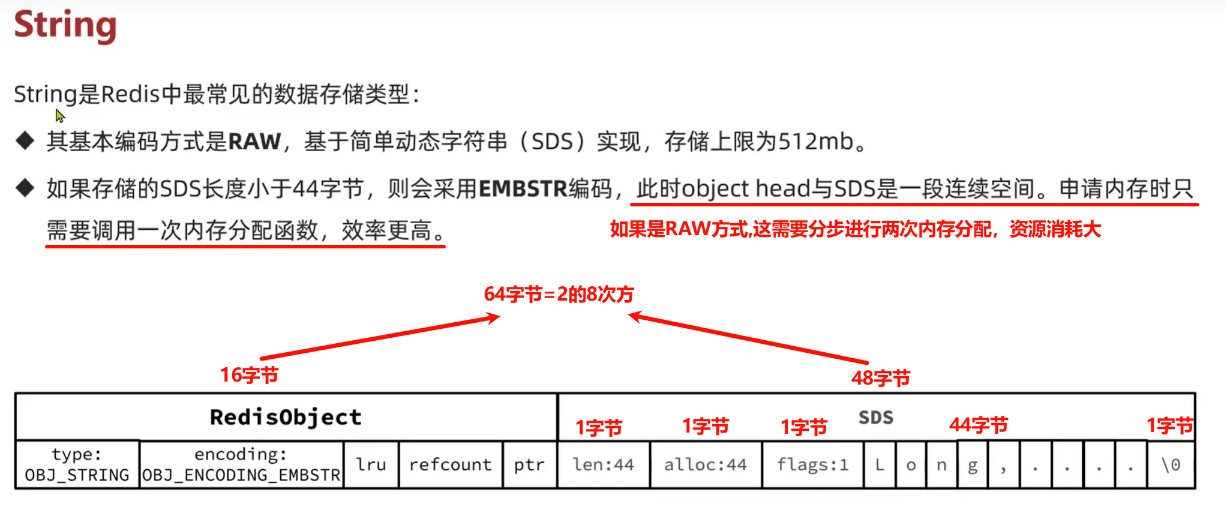 String
String是Redis中最常见的数据存储类型：
◆ 其基本编码方式是RAW，基于简单动态字符串（SDS）实现，存储上限为512mb。
◆ 如果存储的SDS长度小于44字节，则会采用EMBSTR编码，此时object head与SDS是一段连续空间。申请内存时只
需要调用一次内存分配函数，效率更高。
如果是RAW方式,这需要分步进行两次内存分配，资源消耗大
64字节=2的8次方
16字节
48字节
RedisObject
SDS
1字节 1字节 1字节 44字节 1字节
type: OBJ_STRING
encoding: OBJ_ENCODING_EMBSTR
lru
refcount
ptr
len:44
alloc:44
flags:1
L o n g , . . . . \0